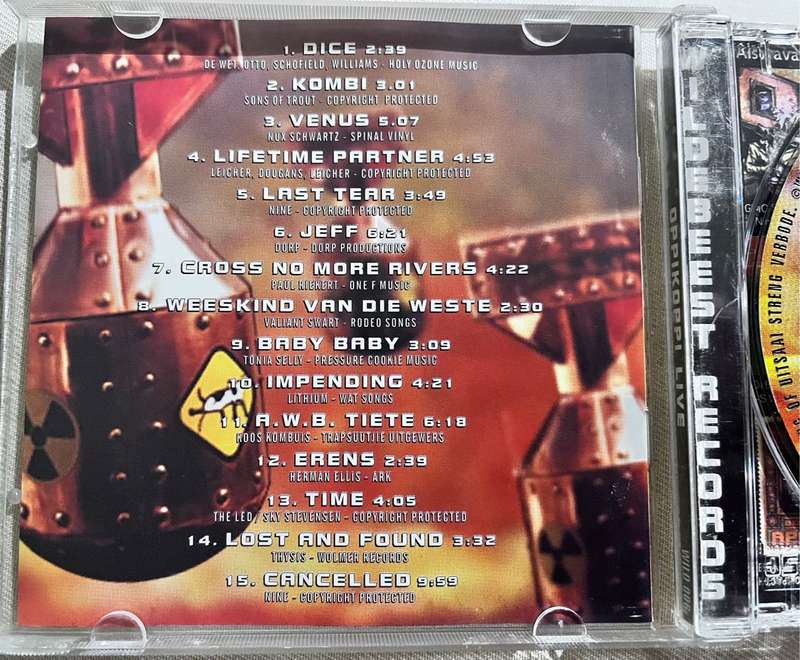 1. DICE 2:39
DE WET, OTTO, SCHOFIELD, WILLIAMS - HOLY OZONE MUSIC
2. KOMBI 3.01
SONS OF TROUT - COPYRIGHT PROTECTED
3. VENUS 5.07
NUX SCHWARTZ - SPINAL VINYL
4. LIFETIME PARTNER 4:53
LEICHER, DOUGANS, LEICHER - COPYRIGHT PROTECTED
5. LAST TEAR 3:49
NINE - COPYRIGHT PROTECTED
6. JEFF 6:21
DORP - DORP PRODUCTIONS
7. CROSS NO MORE RIVERS 4:22
PAUL RIEKERT - ONE F MUSIC
8. WEESKIND VAN DIE WESTE 2:30
VALIANT SWART - RODEO SONGS
9. BABY BABY 3:09
TONIA SELLY - PRESSURE COOKIE MUSIC
10. IMPENDING 4:21
LITHIUM - WAT SONGS
11. A.W.B. TIETE 6:18
KOOS KOMBUIS - TRAPSUUTJIE UITGEWERS
12. ERENS 2:39
HERMAN ELLIS - ARK
13. TIME 4:05
THE LED / SKY STEVENSEN - COPYRIGHT PROTECTED
14. LOST AND FOUND 3:32
THYSIS - WOLMER RECORDS
15. CANCELLED 9:59
NINE - COPYRIGHT PROTECTED
WILDEBEEST RECORDS
OPPIKOPPI LIVE
WILD
OF UITSAAI STRENG VERBODE.